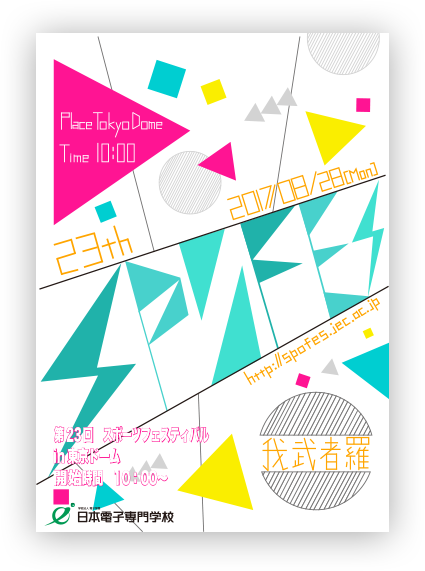 Place Tokyo Dome
Time 10:00
2017/08/28(Mon)
23th
SPOFES
http://spofes.jec.ac.jp
我武者羅
第23回 スポーツフェスティバル
in東京ドーム
開始時間 10:00~
日本電子専門学校